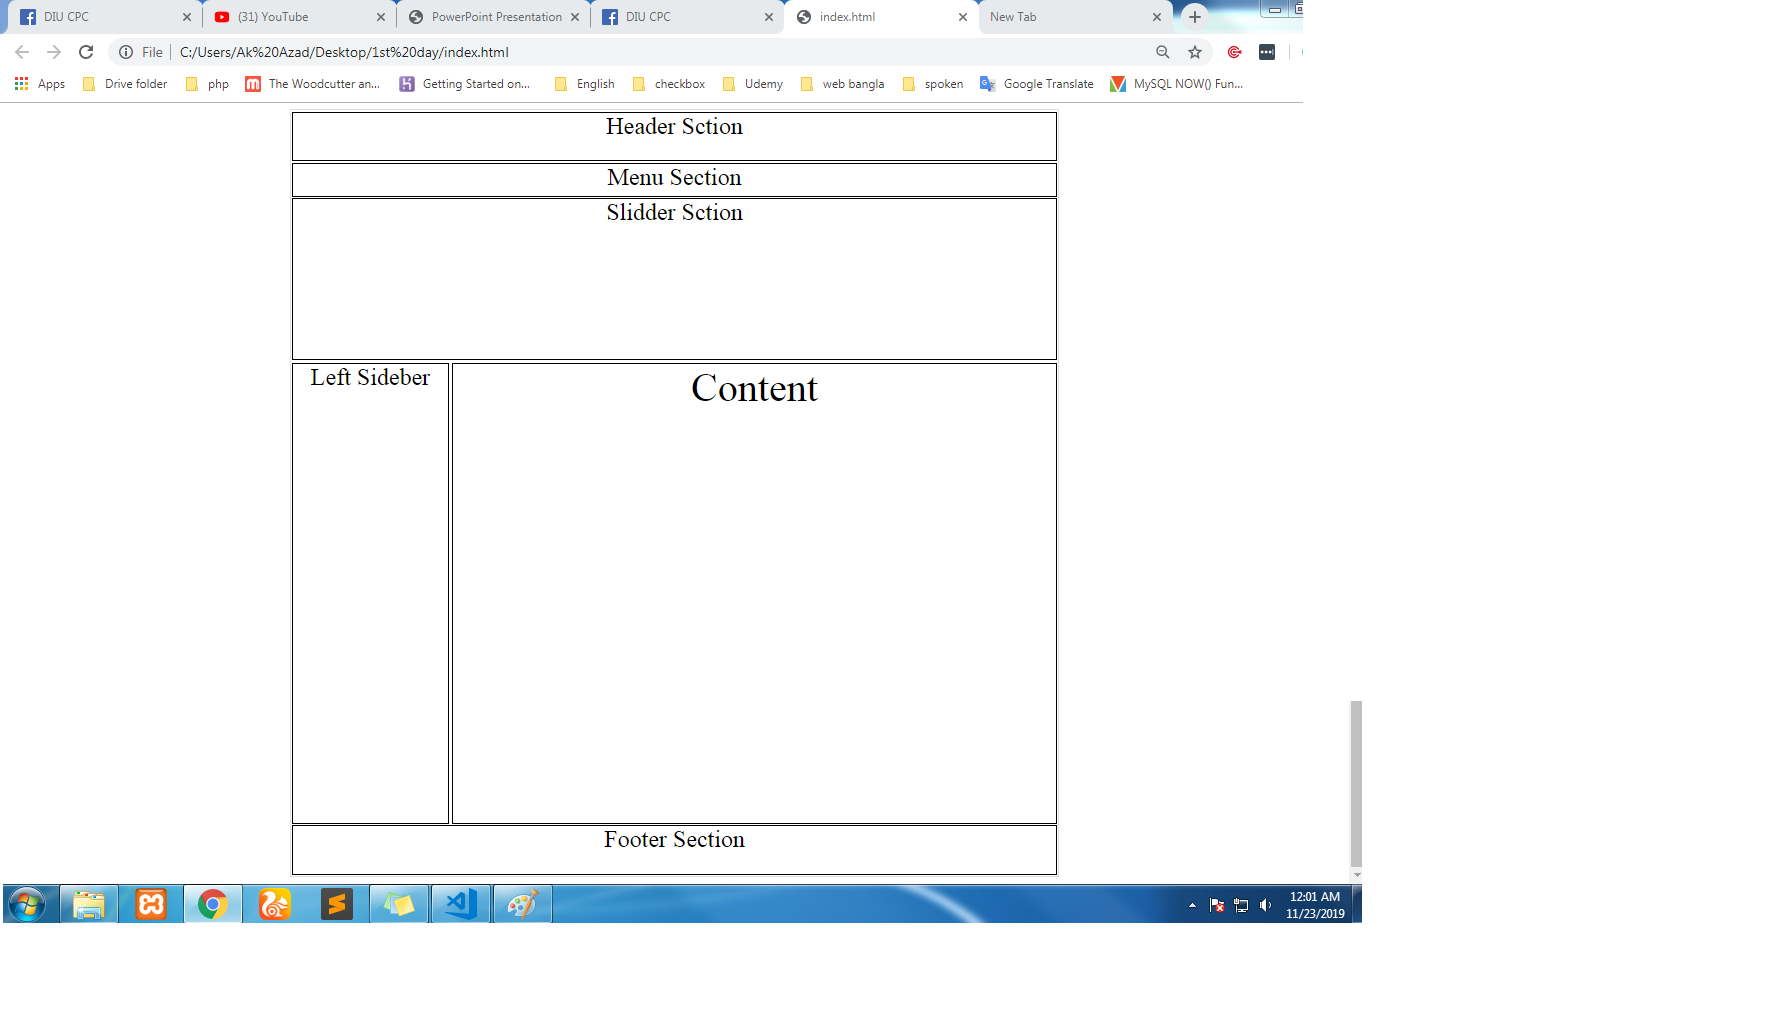 DIU CPC (31) YouTube PowerPoint Presentation DIU CPC index.html New Tab
File C:/Users/Ak%20Azad/Desktop/1st%20day/index.html
Apps Drive folder php The Woodcutter an... Getting Started on... English checkbox Udemy web bangla spoken Google Translate MySQL NOW() Fun...
Header Sction
Menu Section
Slidder Sction
Left Sideber
Content
Footer Section
12:01 AM
11/23/2019